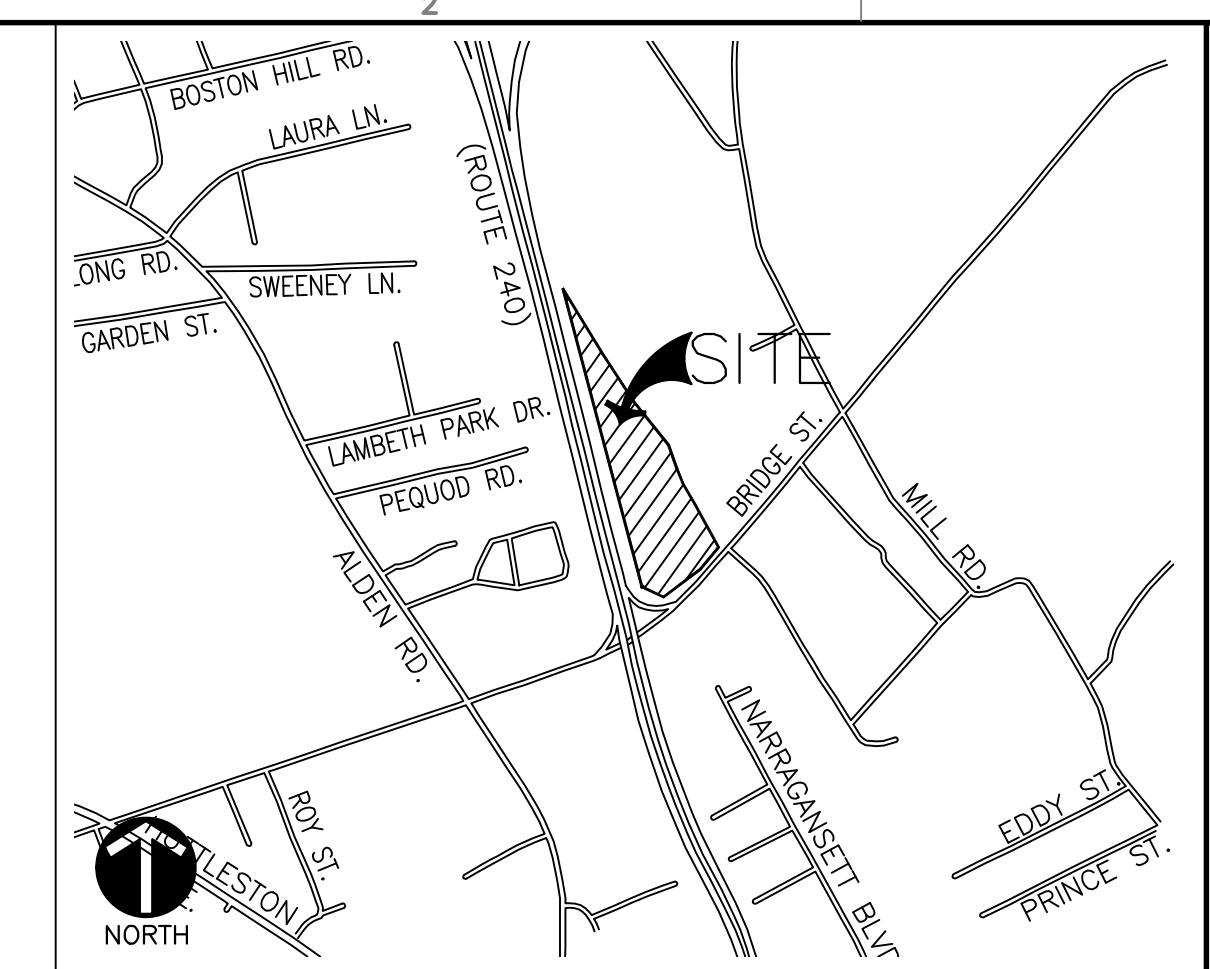 2
BOSTON HILL RD.
LAURA LN.
(ROUTE 240)
LONG RD.
SWEENEY LN.
GARDEN ST.
SITE
LAMBETH PARK DR.
BRIDGE ST.
PEQUOD RD.
MILL RD.
ALDEN RD.
NARRAGANSETT BLVD
EDDY ST.
ROY ST.
PRINCE ST.
NORTH